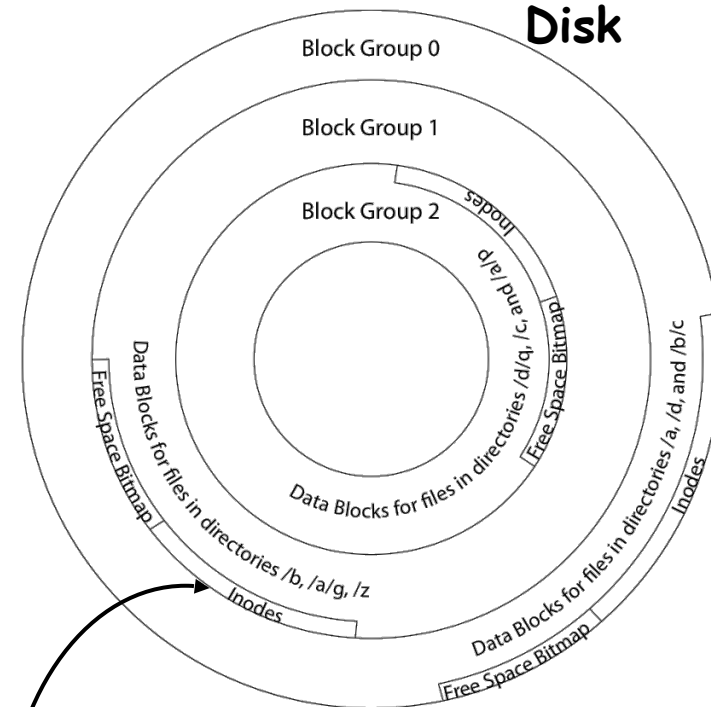 Disk
Block Group 0
Block Group 1
Block Group 2
Inodes
Free Space Bitmap
Data Blocks for files in directories /d/q, /c, and /a/p
Data Blocks for files in directories /b, /a/g, /z
Free Space Bitmap
Inodes
Data Blocks for files in directories /a, /d, and /b/c
Inodes
Free Space Bitmap